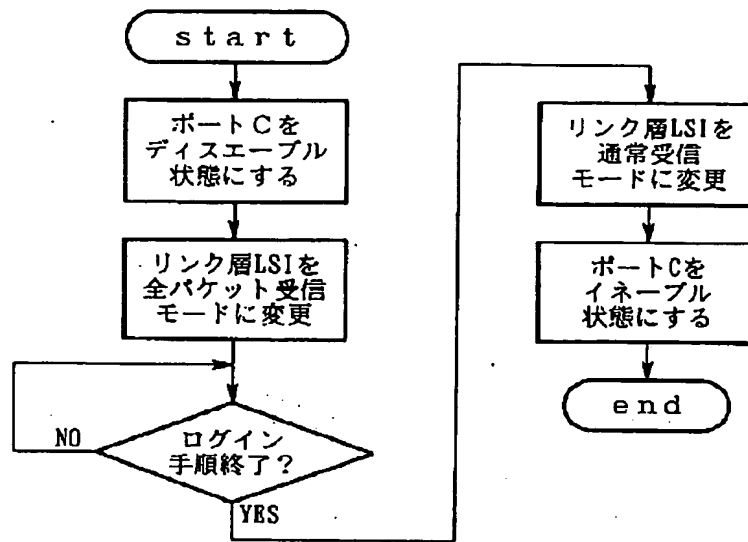 start
ポートCを
ディスエーブル
状態にする
リンク層LSIを
全パケット受信
モードに変更
ログイン
手順終了？
NO
YES
リンク層LSIを
通常受信
モードに変更
ポートCを
イネーブル
状態にする
end